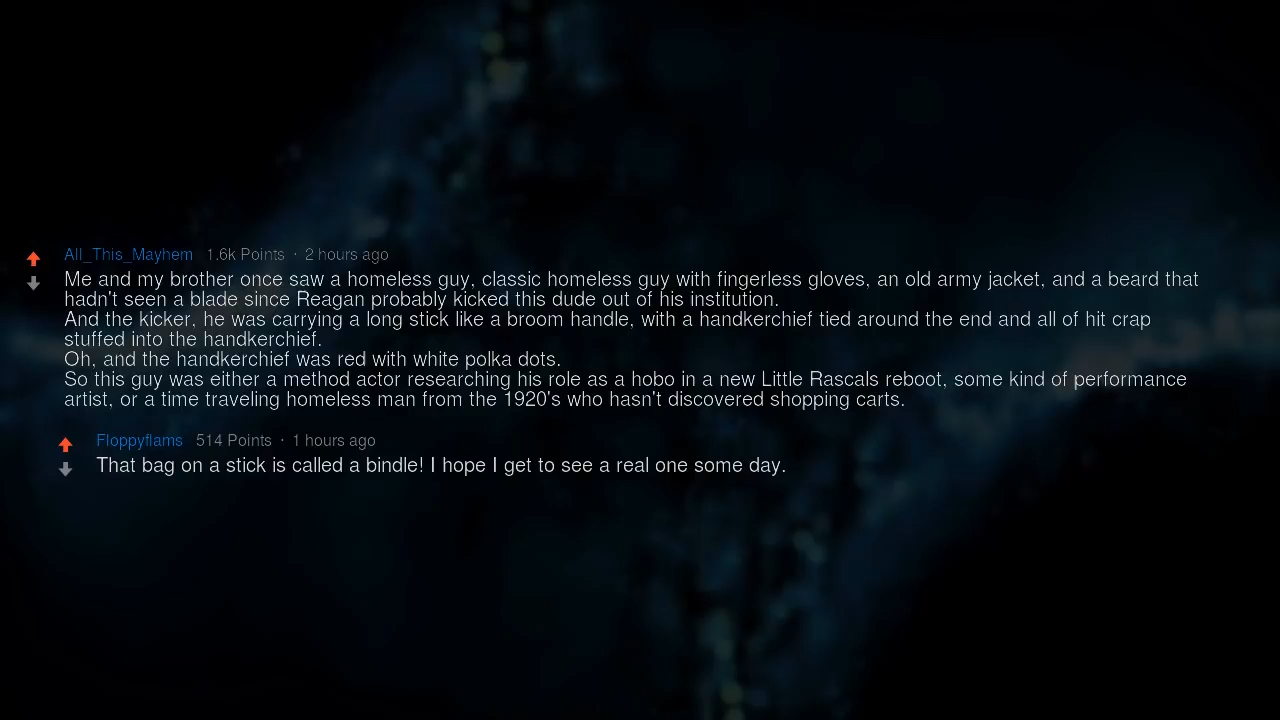 All_This_Mayhem 1.6k Points · 2 hours ago
Me and my brother once saw a homeless guy, classic homeless guy with fingerless gloves, an old army jacket, and a beard that
hadn't seen a blade since Reagan probably kicked this dude out of his institution.
And the kicker, he was carrying a long stick like a broom handle, with a handkerchief tied around the end and all of hit crap
stuffed into the handkerchief.
Oh, and the handkerchief was red with white polka dots.
So this guy was either a method actor researching his role as a hobo in a new Little Rascals reboot, some kind of performance
artist, or a time traveling homeless man from the 1920's who hasn't discovered shopping carts.
Floppyflams 514 Points · 1 hours ago
That bag on a stick is called a bindle! I hope I get to see a real one some day.